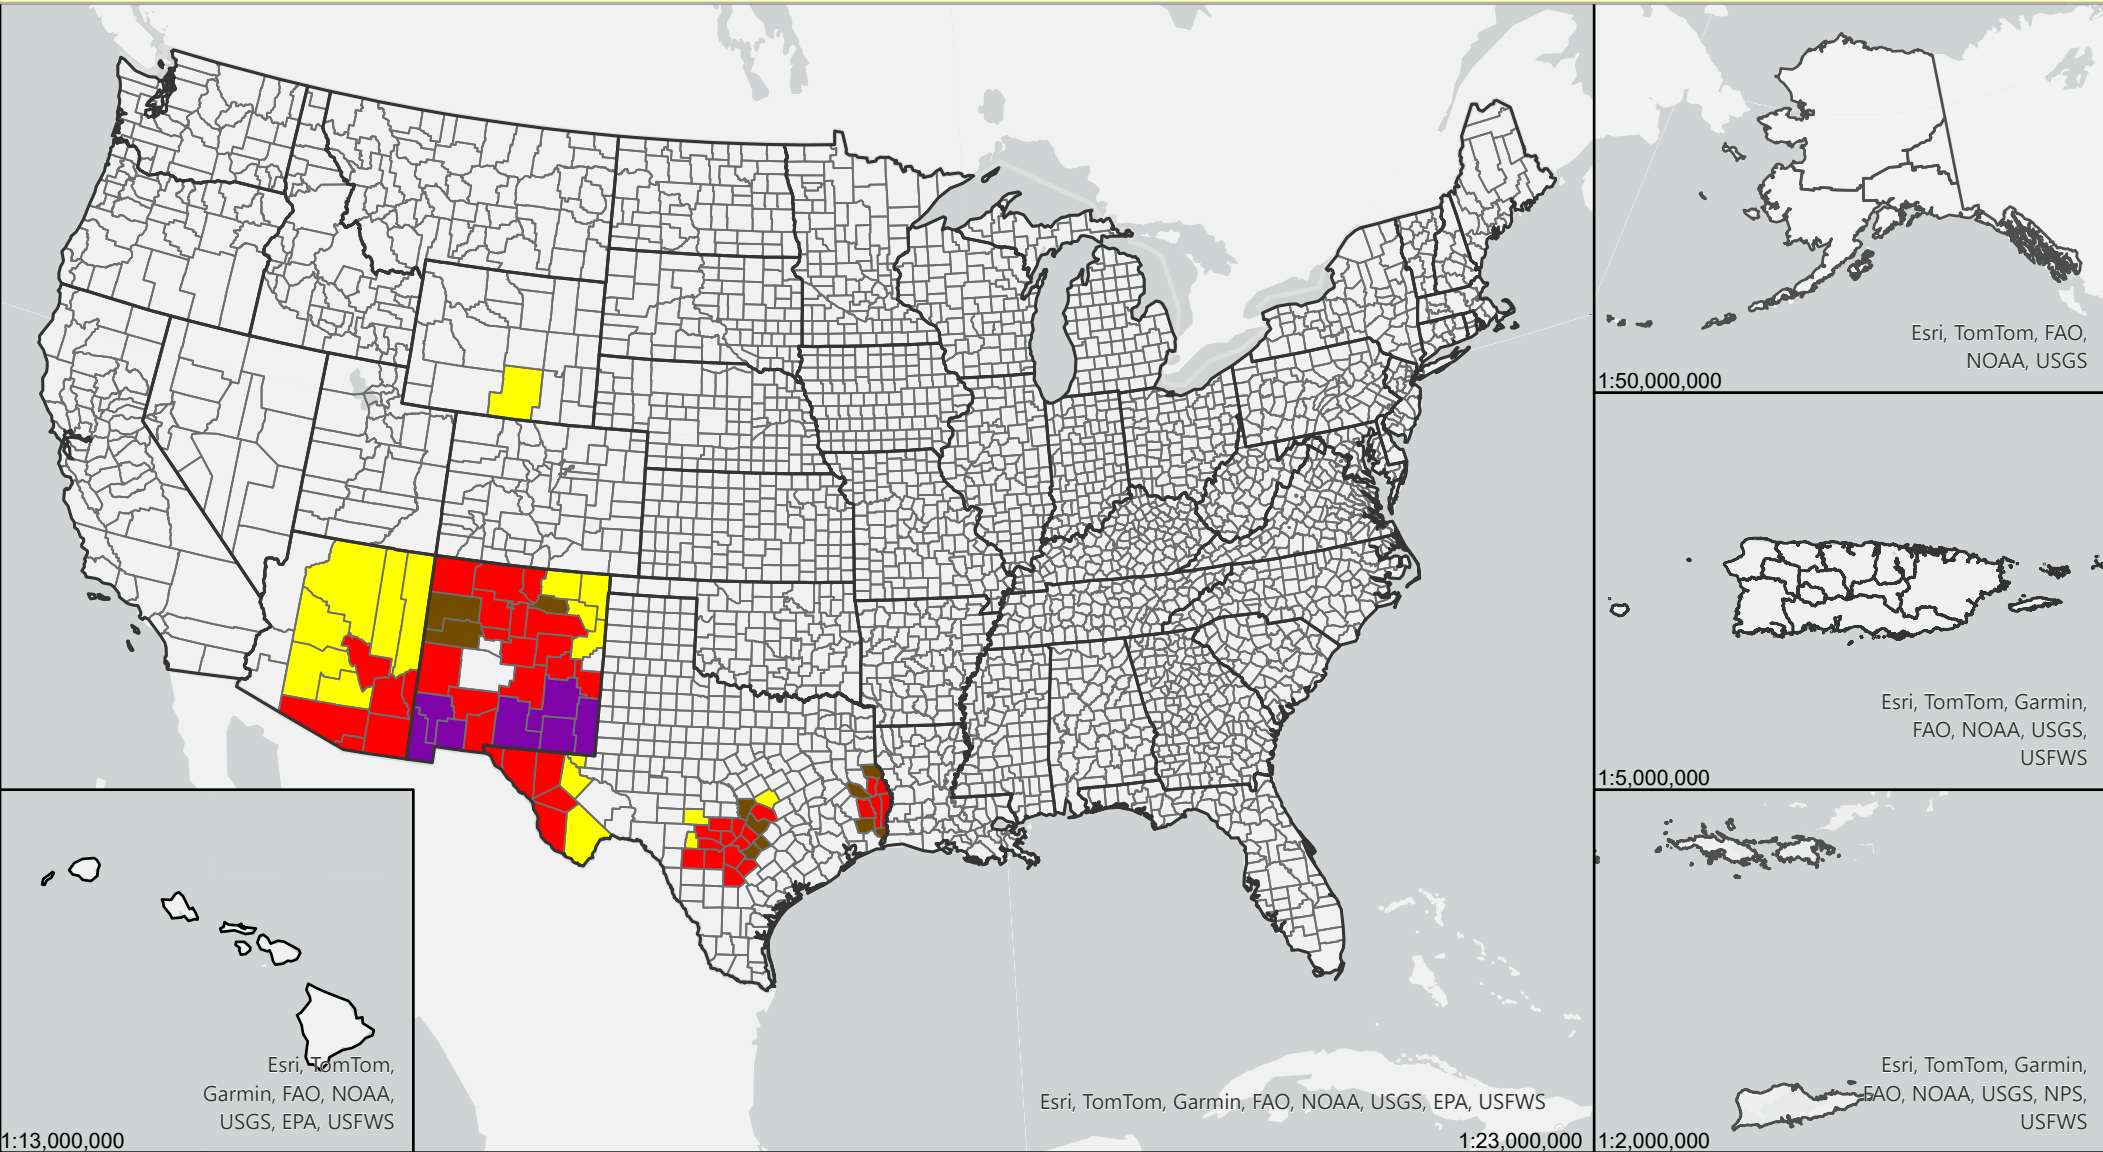 Esri, TomTom, FAO,
NOAA, USGS
1:50,000,000
Esri, TomTom, Garmin,
FAO, NOAA, USGS,
USFWS
1:5,000,000
Esri, TomTom,
Garmin, FAO, NOAA,
USGS, EPA, USFWS
1:13,000,000
Esri, TomTom, Garmin, FAO, NOAA, USGS, EPA, USFWS
1:23,000,000
Esri, TomTom, Garmin,
FAO, NOAA, USGS, NPS,
USFWS
1:2,000,000